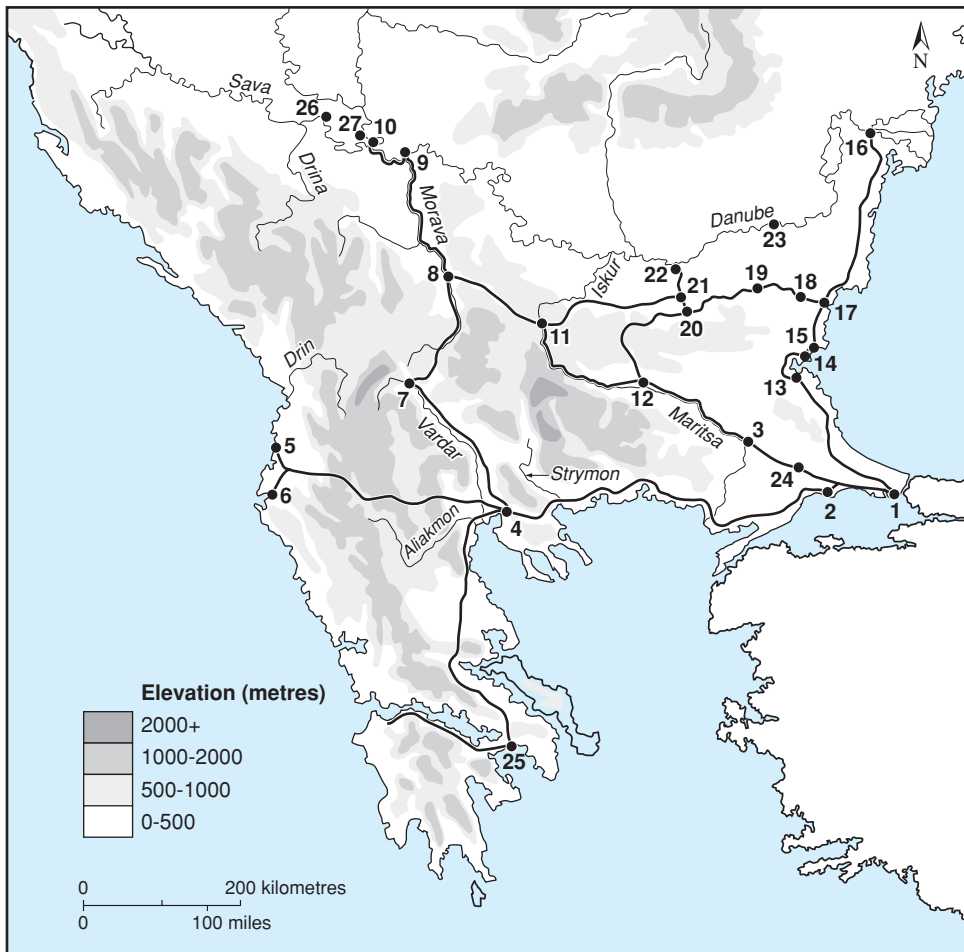 N
Sava
26
27
10
9
16
Drina
Morava
Danube
23
8
22
Iskur
21
19
18
17
20
11
15
14
13
Drin
7
12
Vardar
Maritsa
3
5
24
Strymon
6
2
1
4
Aliakmon
25
Elevation (metres)
2000+
1000-2000
500-1000
0-500
0 200 kilometres
0 100 miles